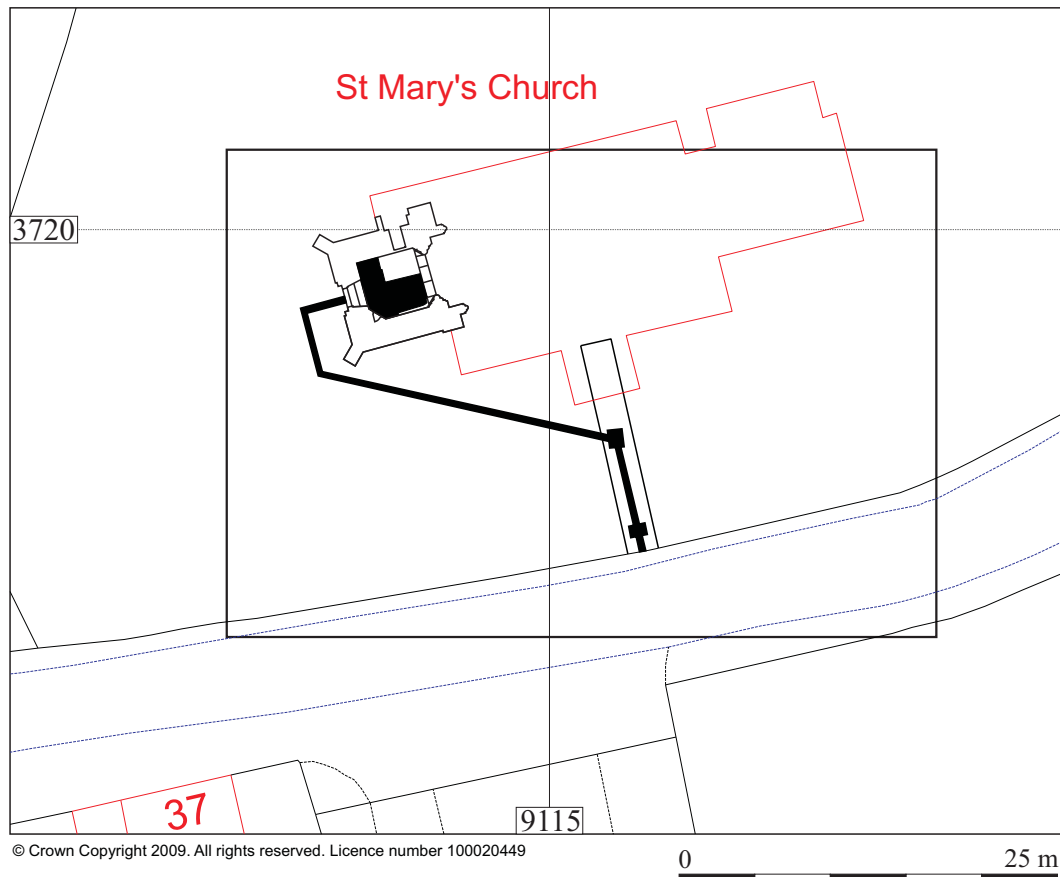 St Mary's Church
3720
37
9115
© Crown Copyright 2009. All rights reserved. Licence number 100020449
0 25 m